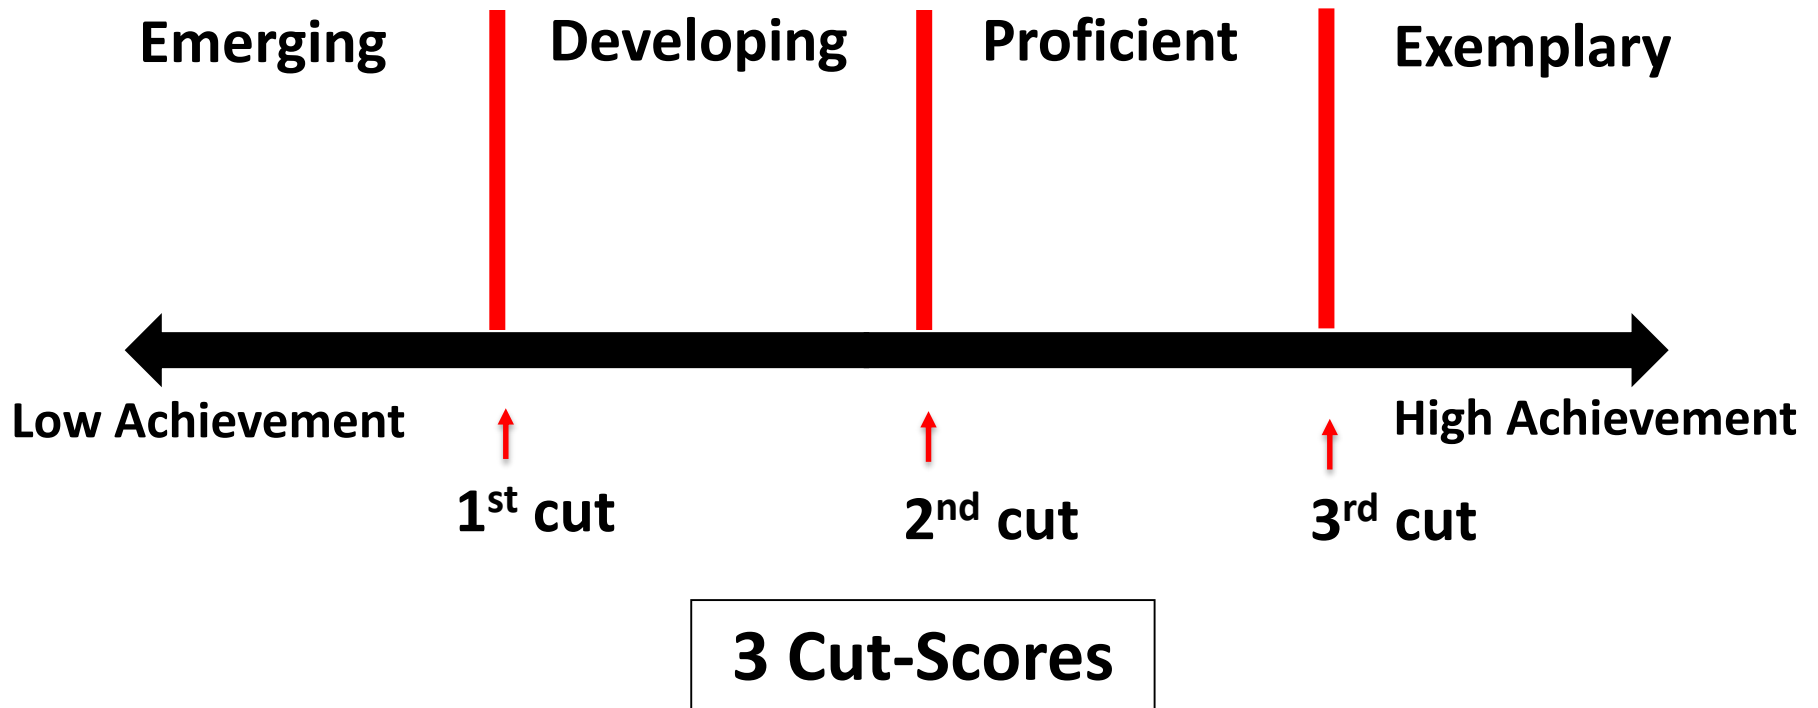 Emerging Developing Proficient Exemplary
Low Achievement High Achievement
1st cut 2nd cut 3rd cut
3 Cut-Scores